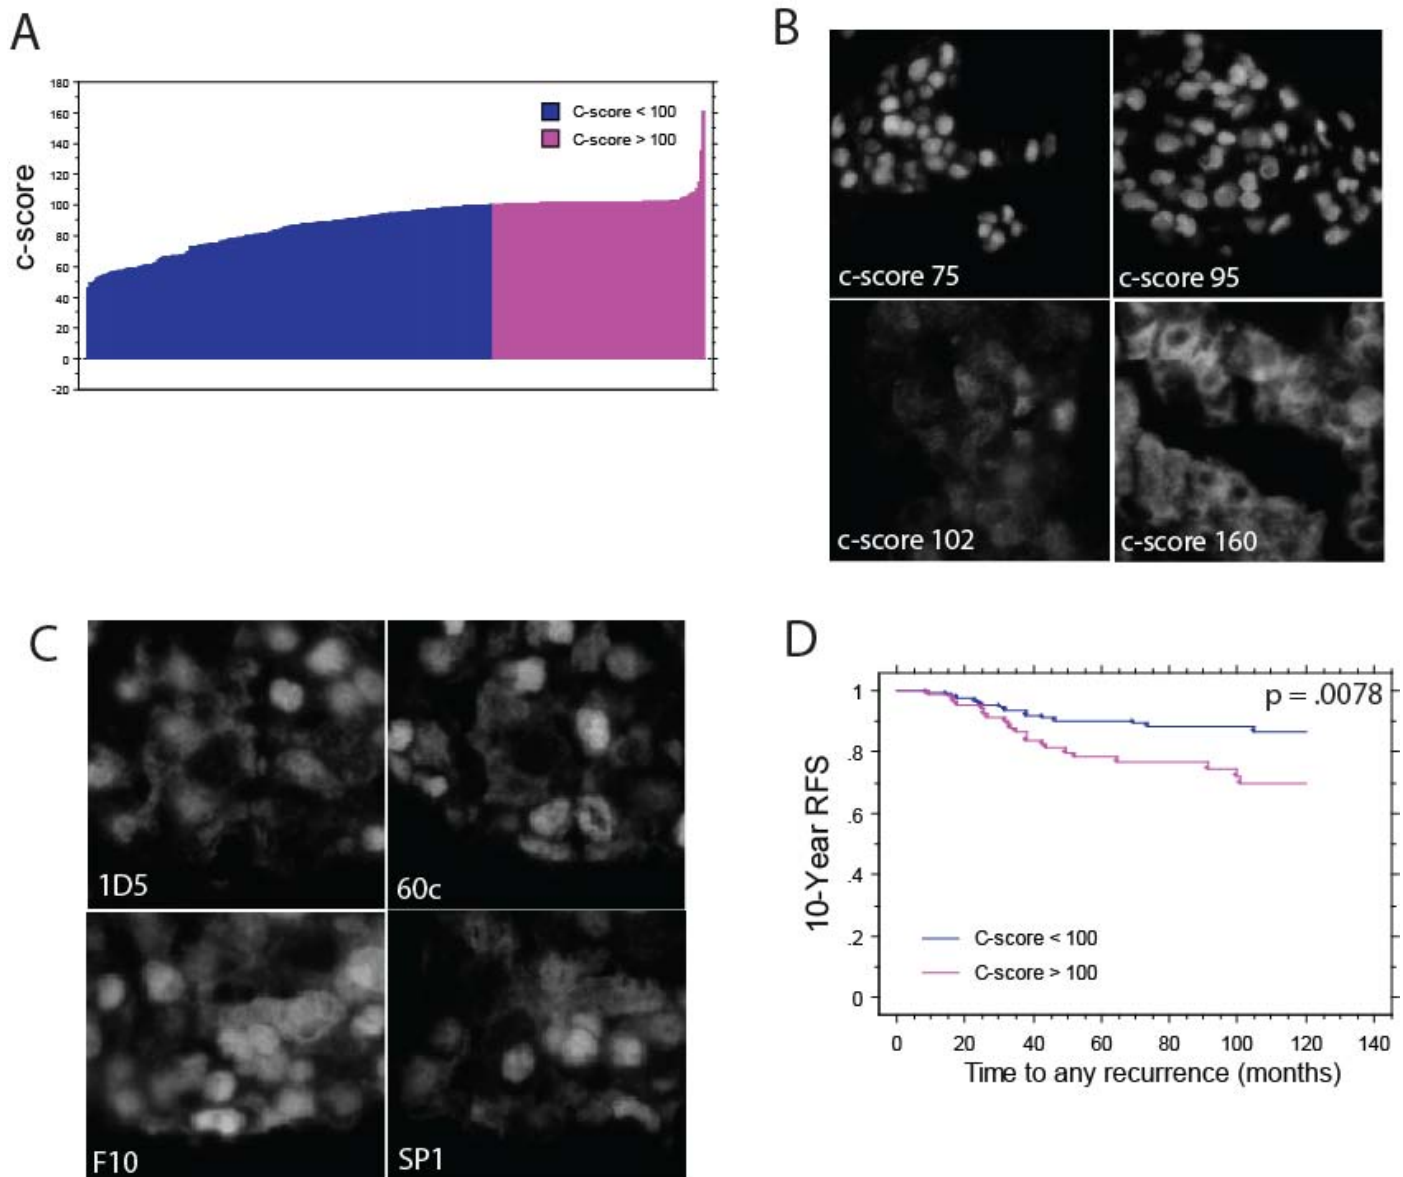 A
180
160
140
120
100
80
60
40
20
0
-20
c-score
C-score < 100
C-score > 100
B
c-score 75
c-score 95
c-score 102
c-score 160
C
1D5
60c
F10
SP1
D
p = .0078
1
.8
.6
.4
.2
0
10-Year RFS
C-score < 100
C-score > 100
0 20 40 60 80 100 120 140
Time to any recurrence (months)